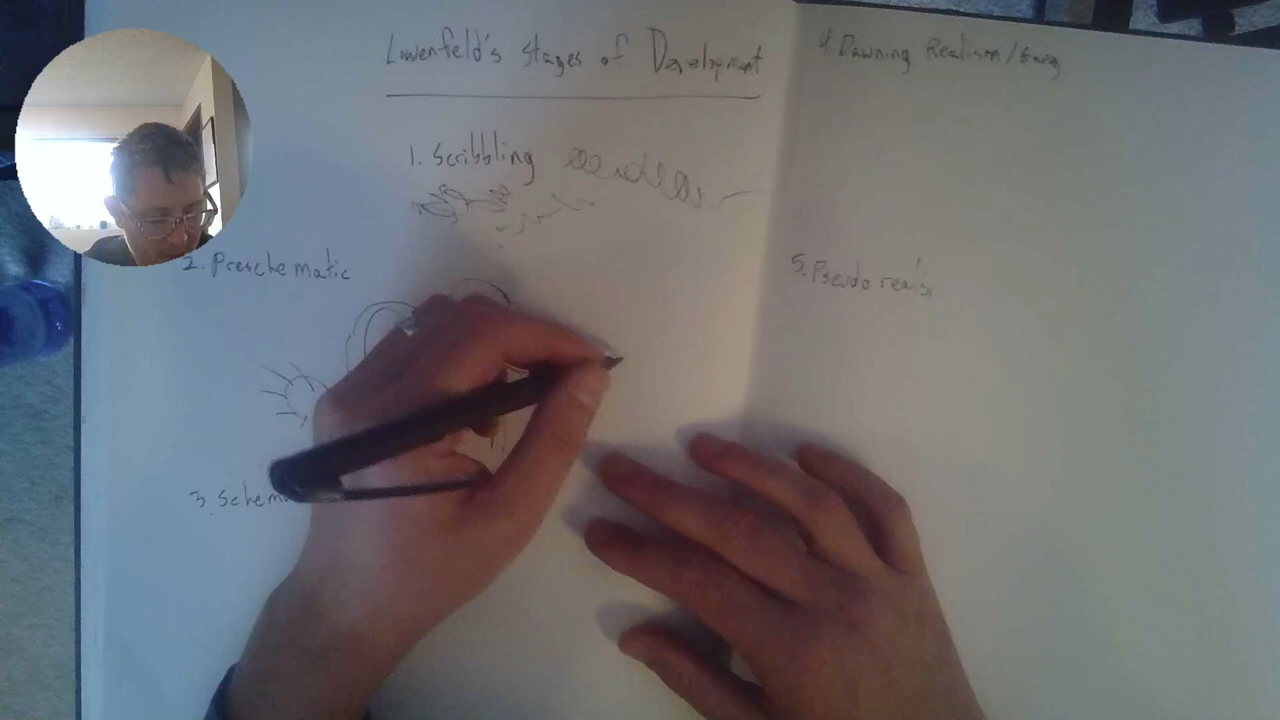 Lowenfeld's Stages of Development
1. Scribbling
2. Preschematic
3. Schema
4. Dawning Realism/Gang
5. Pseudo realis